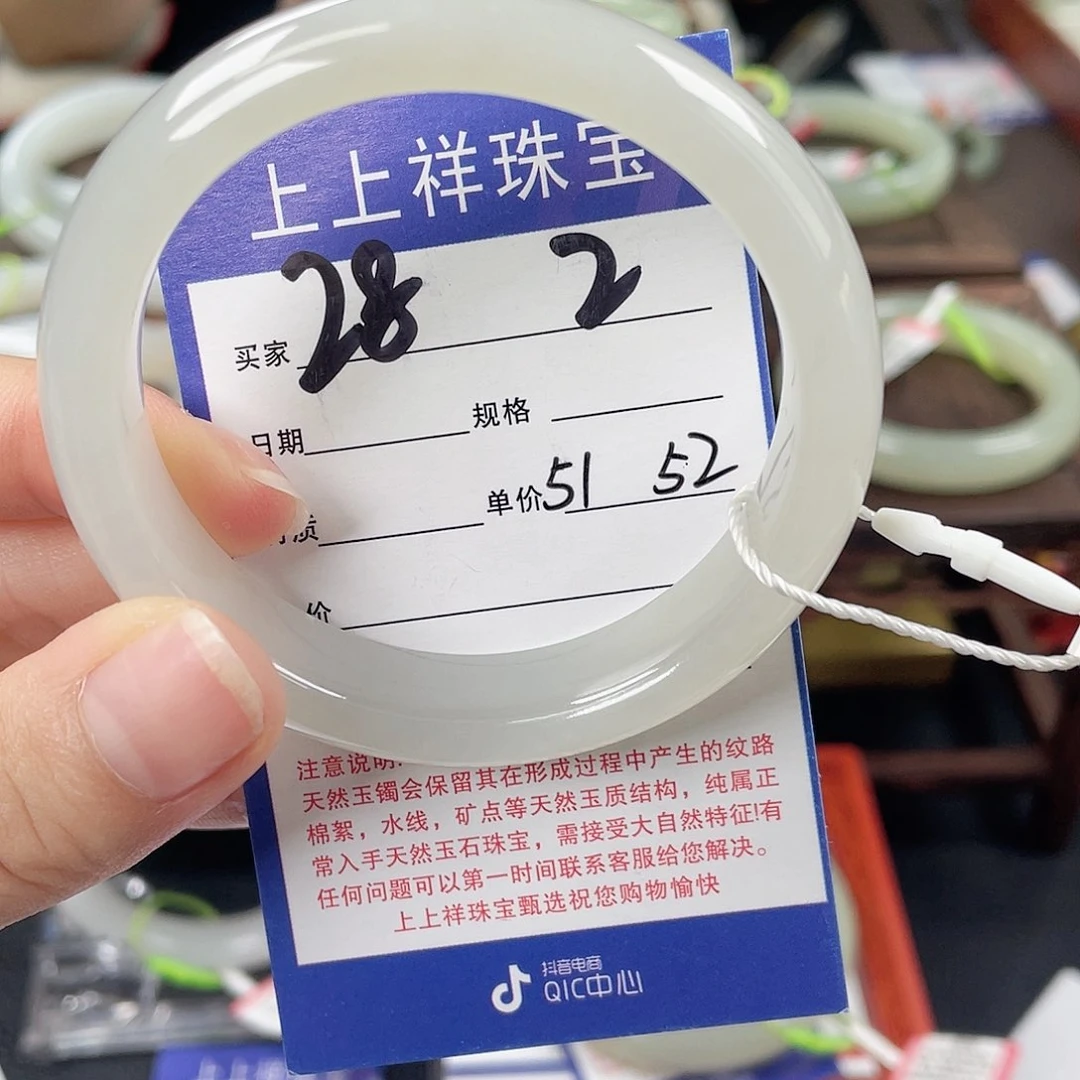 上上祥珠宝
买家 28 2
日期 规格
质 单价 51 52
价
注意说明:
天然玉镯会保留其在形成过程中产生的纹路
棉絮，水线，矿点等天然玉质结构，纯属正
常入手天然玉石珠宝，需接受大自然特征!有
任何问题可以第一时间联系客服给您解决。
上上祥珠宝甄选祝您购物愉快
抖音电商
QIC中心